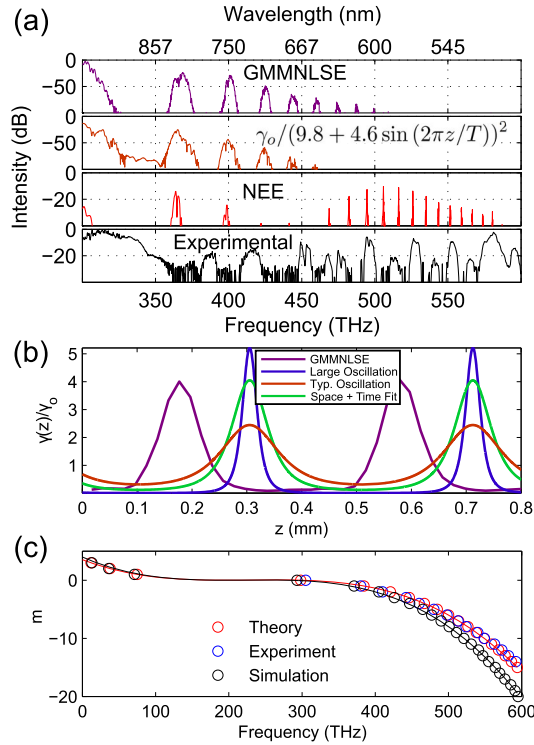 (a)
Wavelength (nm)
857 750 667 600 545
0
−50
GMMNLSE
0
−50
γ₀/(9.8 + 4.6 sin (2πz/T))²
0
−20
NEE
0
−20
Experimental
Intensity (dB)
350 400 450 500 550
Frequency (THz)
(b)
5
4
3
2
1
0
γ(z)/γ₀
GMMNLSE
Large Oscillation
Typ. Oscillation
Space + Time Fit
0 0.1 0.2 0.3 0.4 0.5 0.6 0.7 0.8
z (mm)
(c)
0
−10
−20
m
Theory
Experiment
Simulation
0 100 200 300 400 500 600
Frequency (THz)